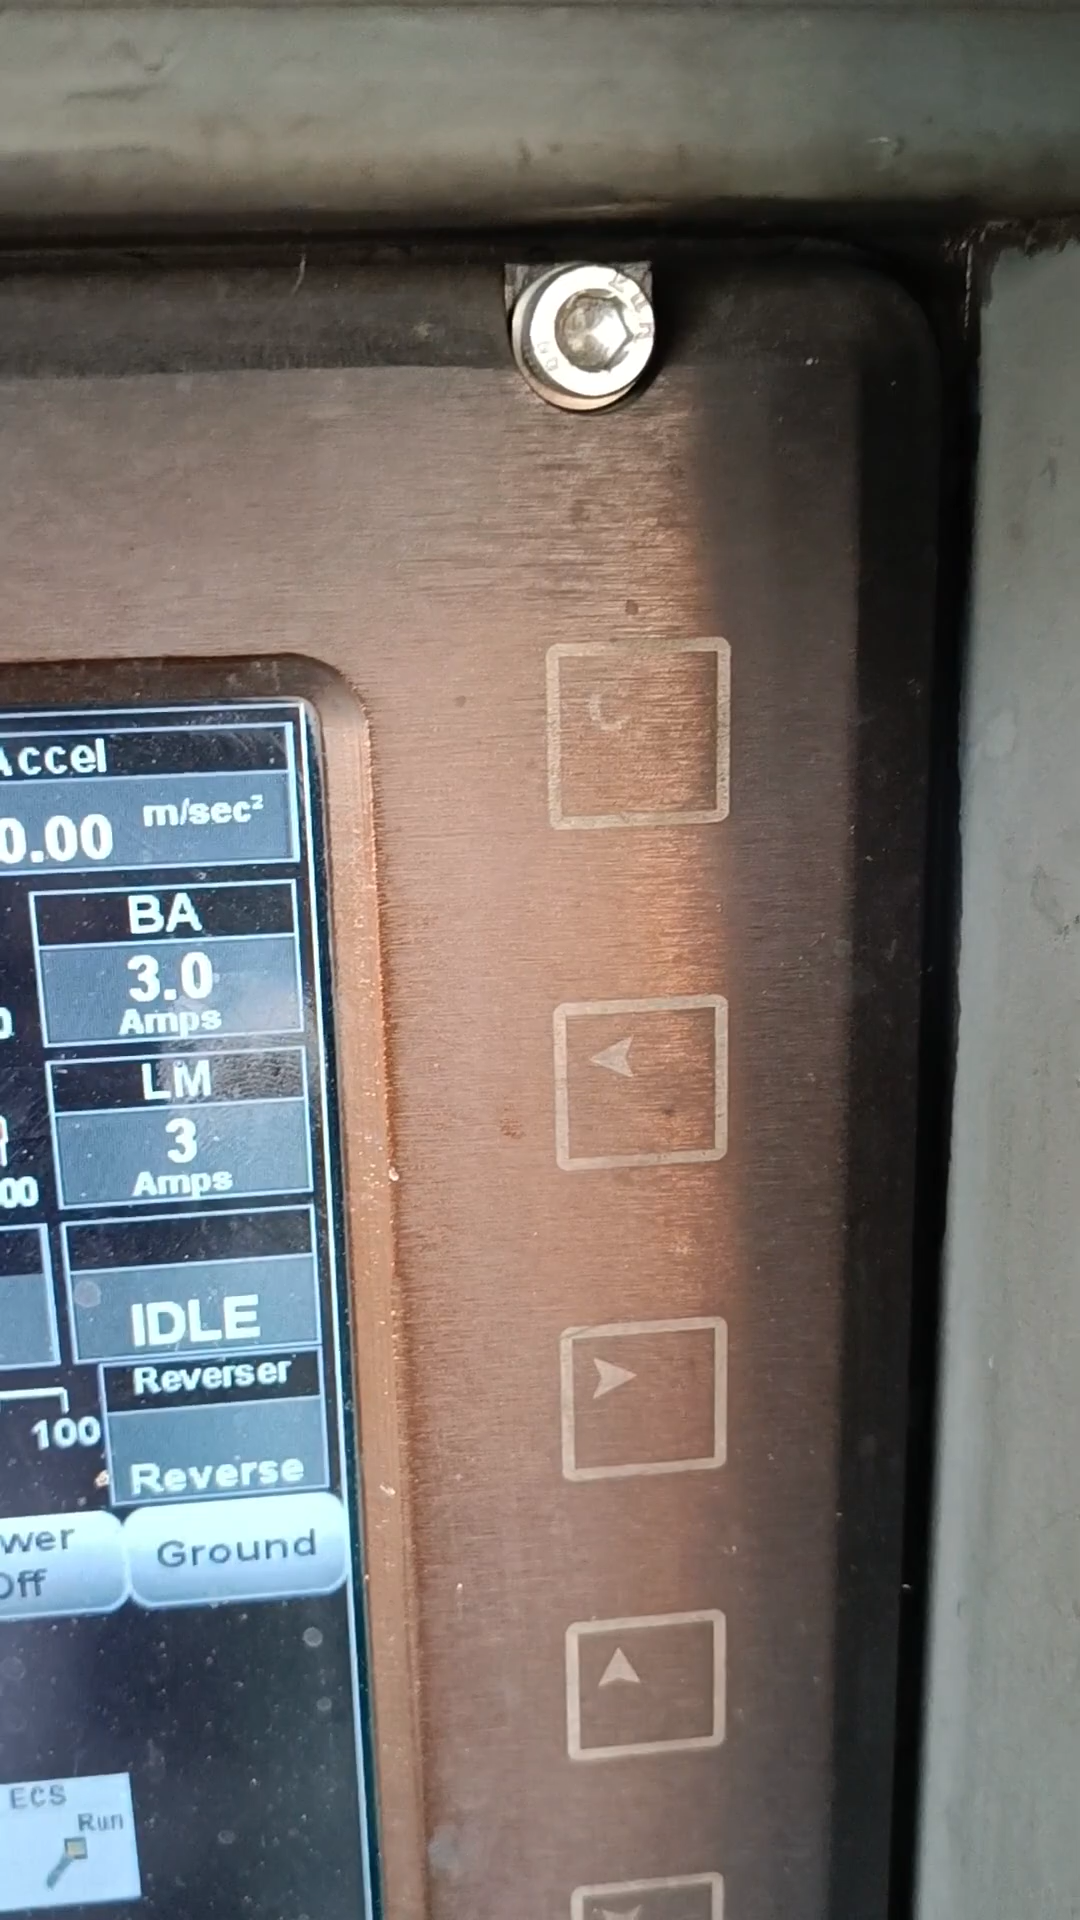 C
Accel
0.00 m/sec²
BA
3.0
Amps
LM
3
Amps
00
IDLE
Reverser
100
Reverse
Off
Ground
ECS
Run